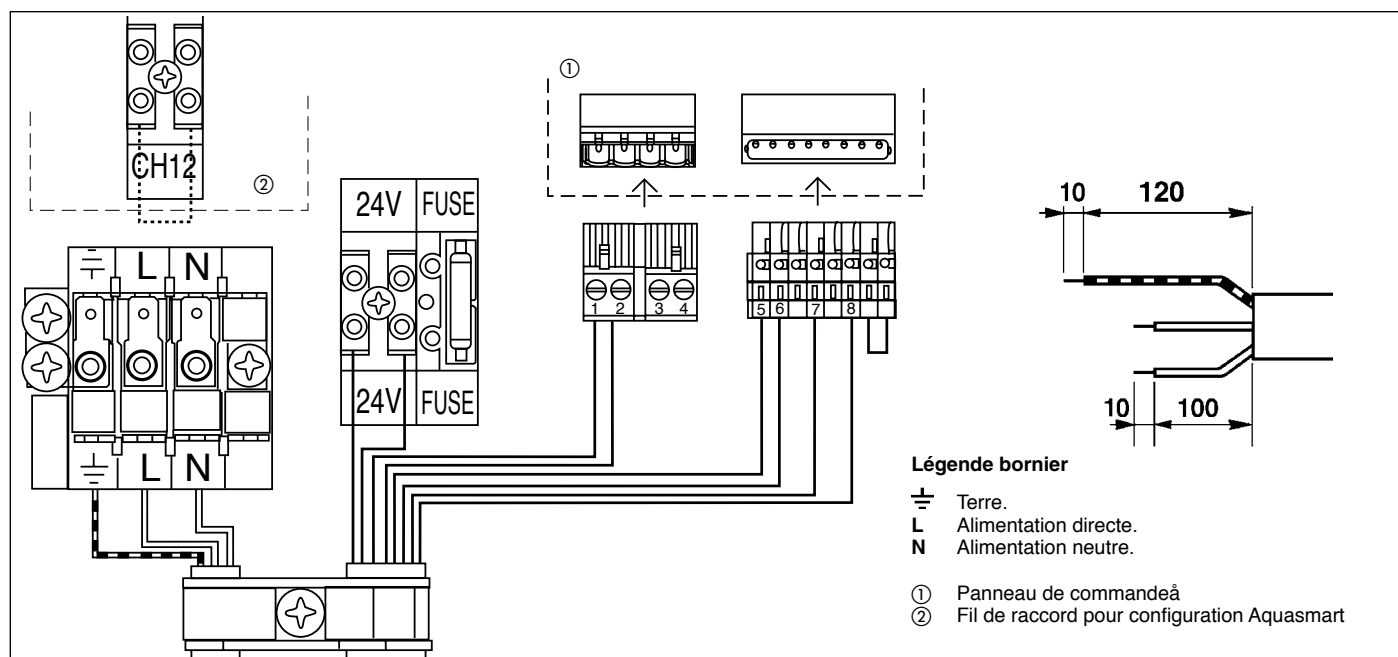 ①
CH12
②
24V FUSE
10 120
L N
1 2 3 4
5 6 7 8
24V FUSE
10 100
L N
Légende bornier
Terre.
L Alimentation directe.
N Alimentation neutre.
① Panneau de commandeå
② Fil de raccord pour configuration Aquasmart